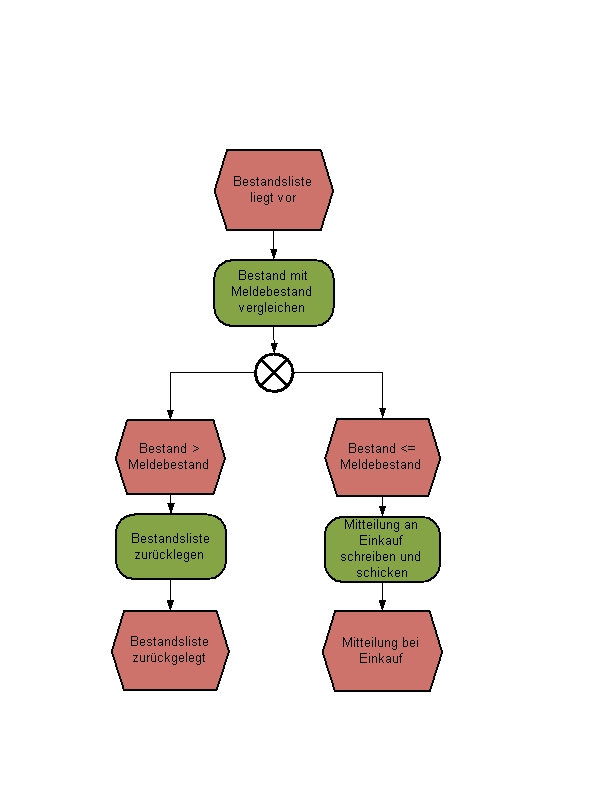 Bestandsliste
liegt vor
Bestand mit
Meldebestand
vergleichen
Bestand >
Meldebestand
Bestand <=
Meldebestand
Bestandsliste
zurücklegen
Mitteilung an
Einkauf
schreiben und
schicken
Bestandsliste
zurückgelegt
Mitteilung bei
Einkauf